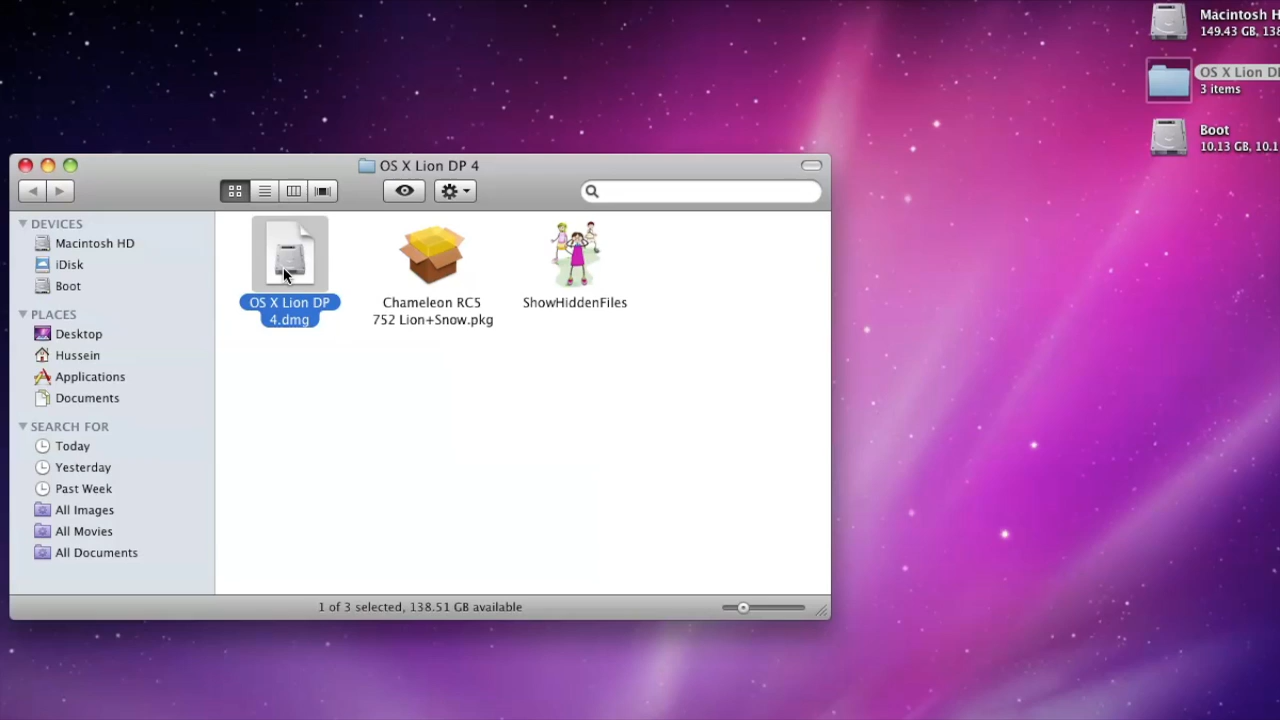 Macintosh H
149.43 GB, 138
OS X Lion DP
3 items
Boot
10.13 GB, 10.1
OS X Lion DP 4
DEVICES
Macintosh HD
iDisk
Boot
PLACES
Desktop
Hussein
Applications
Documents
SEARCH FOR
Today
Yesterday
Past Week
All Images
All Movies
All Documents
OS X Lion DP
4.dmg
Chameleon RC5
752 Lion+Snow.pkg
ShowHiddenFiles
1 of 3 selected, 138.51 GB available